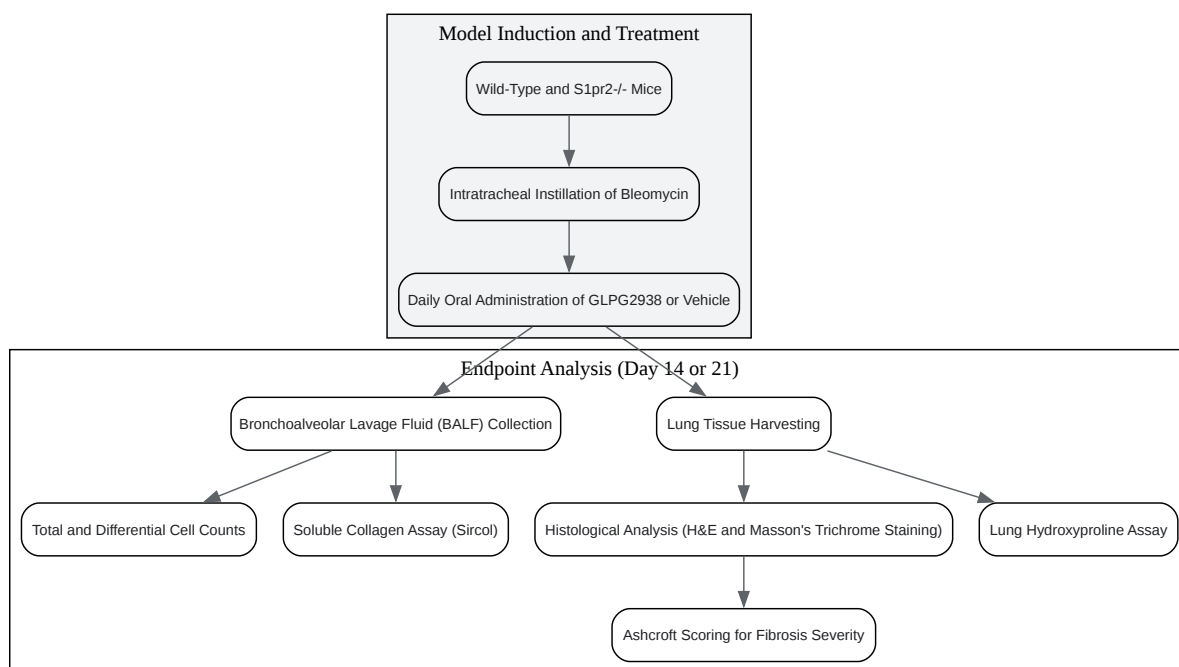 Model Induction and Treatment
Wild-Type and S1pr2-/- Mice
Intratracheal Instillation of Bleomycin
Daily Oral Administration of GLPG2938 or Vehicle
Endpoint Analysis (Day 14 or 21)
Bronchoalveolar Lavage Fluid (BALF) Collection
Lung Tissue Harvesting
Total and Differential Cell Counts
Soluble Collagen Assay (Sircol)
Histological Analysis (H&E and Masson's Trichrome Staining)
Lung Hydroxyproline Assay
Ashcroft Scoring for Fibrosis Severity